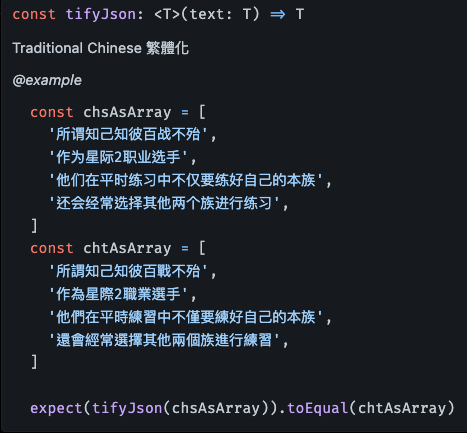 const tifyJson: <T>(text: T) => T
Traditional Chinese 繁體化
@example
const chsAsArray = [
'所谓知己知彼百战不殆',
'作为星际2职业选手',
'他们在平时练习中不仅要练好自己的本族',
'还会经常选择其他两个族进行练习',
]
const chtAsArray = [
'所謂知己知彼百戰不殆',
'作為星際2職業選手',
'他們在平時練習中不僅要練好自己的本族',
'還會經常選擇其他兩個族進行練習',
]
expect(tifyJson(chsAsArray)).toEqual(chtAsArray)